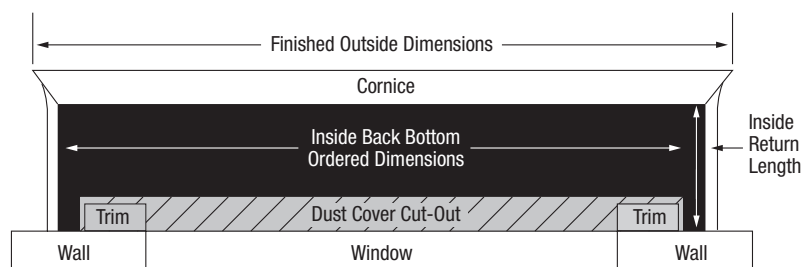 Finished Outside Dimensions
Cornice
Inside Back Bottom
Ordered Dimensions
Inside
Return
Length
Trim
Dust Cover Cut-Out
Trim
Wall
Window
Wall